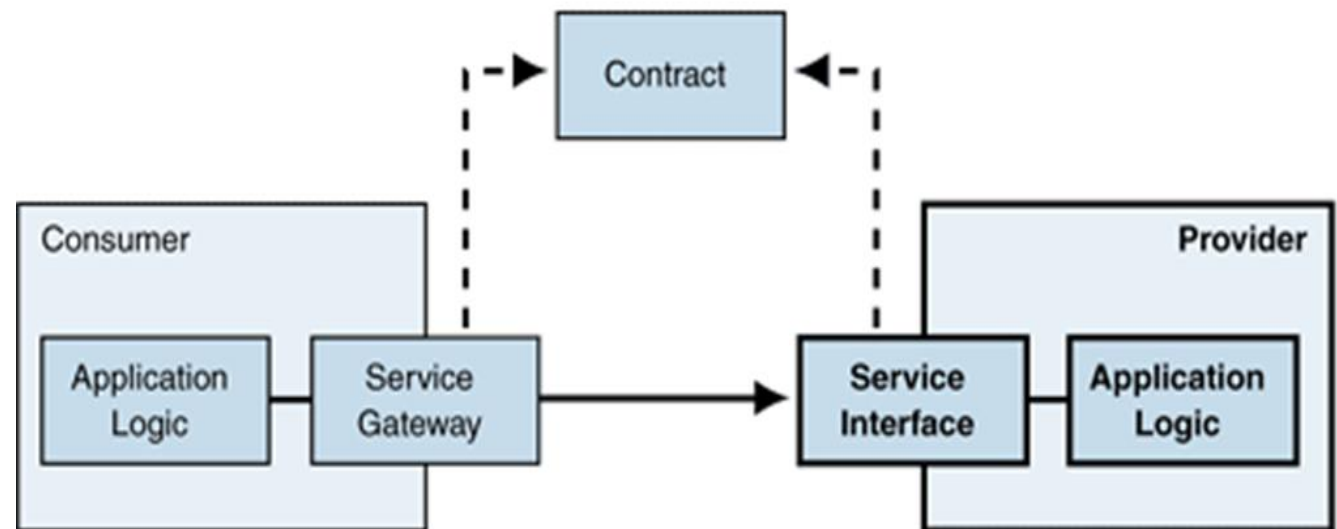 Contract
Consumer
Provider
Application
Logic
Service
Gateway
Service
Interface
Application
Logic